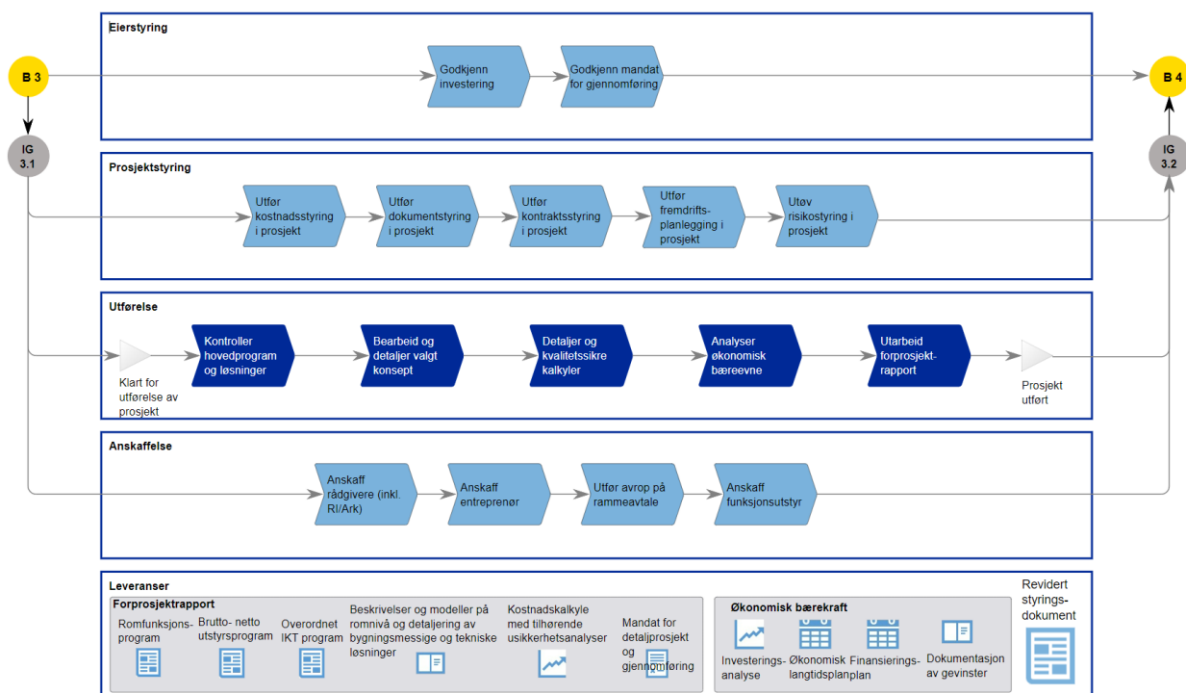 Eierstyring
B 3
Godkjenn
investering
Godkjenn mandat
for gjennomføring
B 4
IG
3.1
IG
3.2
Prosjektstyring
Utfør
kostnadsstyring
i prosjekt
Utfør
dokumentstyring
i prosjekt
Utfør
kontraktsstyring
i prosjekt
Utfør
fremdrifts-
planlegging i
prosjekt
Utøv
risikostyring i
prosjekt
Utførelse
Klart for
utførelse av
prosjekt
Kontroller
hovedprogram
og løsninger
Bearbeid og
detaljer valgt
konsept
Detaljer og
kvalitetssikre
kalkyler
Analyser
økonomisk
bæreevne
Utarbeid
forprosjekt-
rapport
Prosjekt
utført
Anskaffelse
Anskaff
rådgivere (inkl.
RI/Ark)
Anskaff
entreprenør
Utfør avrop på
rammeavtale
Anskaff
funksjonsutstyr
Leveranser
Forprosjektrapport
Romfunksjons-
program
Brutto- netto
utstyrsprogram
Overordnet
IKT program
Beskrivelser og modeller på
romnivå og detaljering av
bygningsmessige og tekniske
løsninger
Kostnadskalkyle
med tilhørende
usikkerhetsanalyser
Mandat for
detaljprosjekt
og
gjennomføring
Økonomisk bærekraft
Investerings-
analyse
Økonomisk
langtidsplan
Finansierings-
plan
Dokumentasjon
av gevinster
Revidert
styrings-
dokument